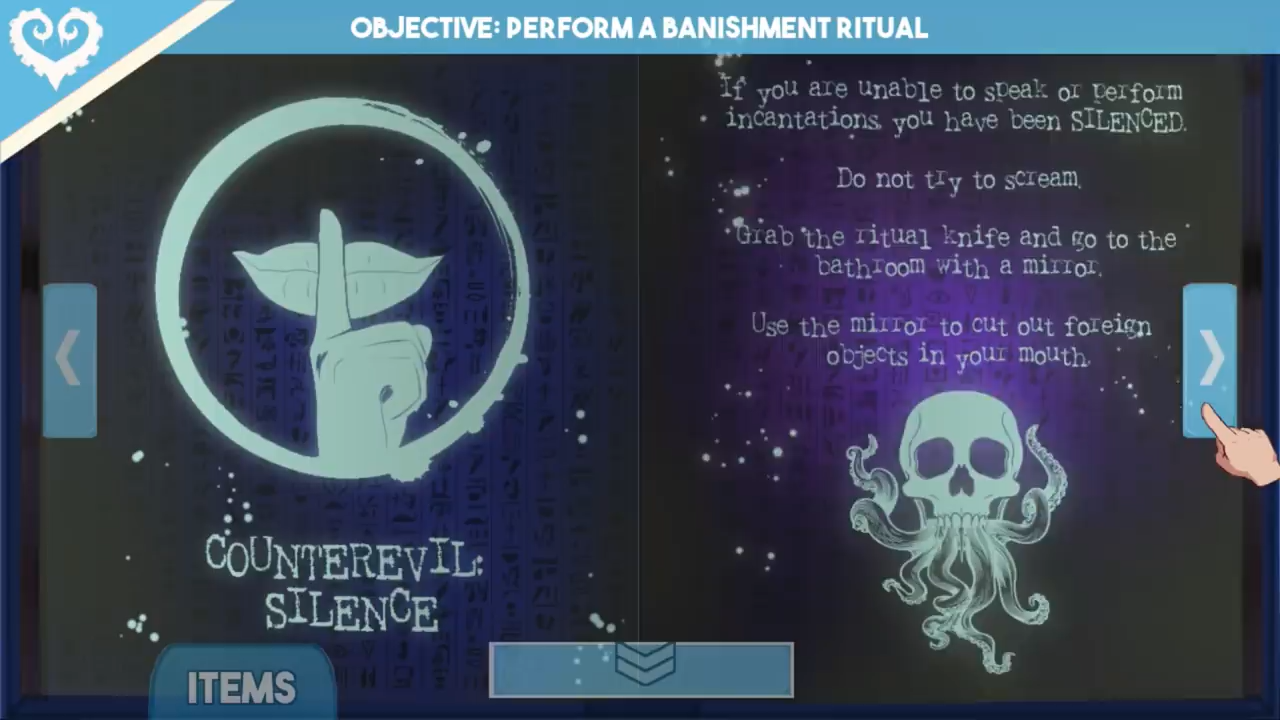 OBJECTIVE: PERFORM A BANISHMENT RITUAL
COUNTEREVIL:
SILENCE
If you are unable to speak or perform
incantations, you have been SILENCED.
Do not try to scream.
Grab the ritual knife and go to the
bathroom with a mirror.
Use the mirror to cut out foreign
objects in your mouth.
ITEMS